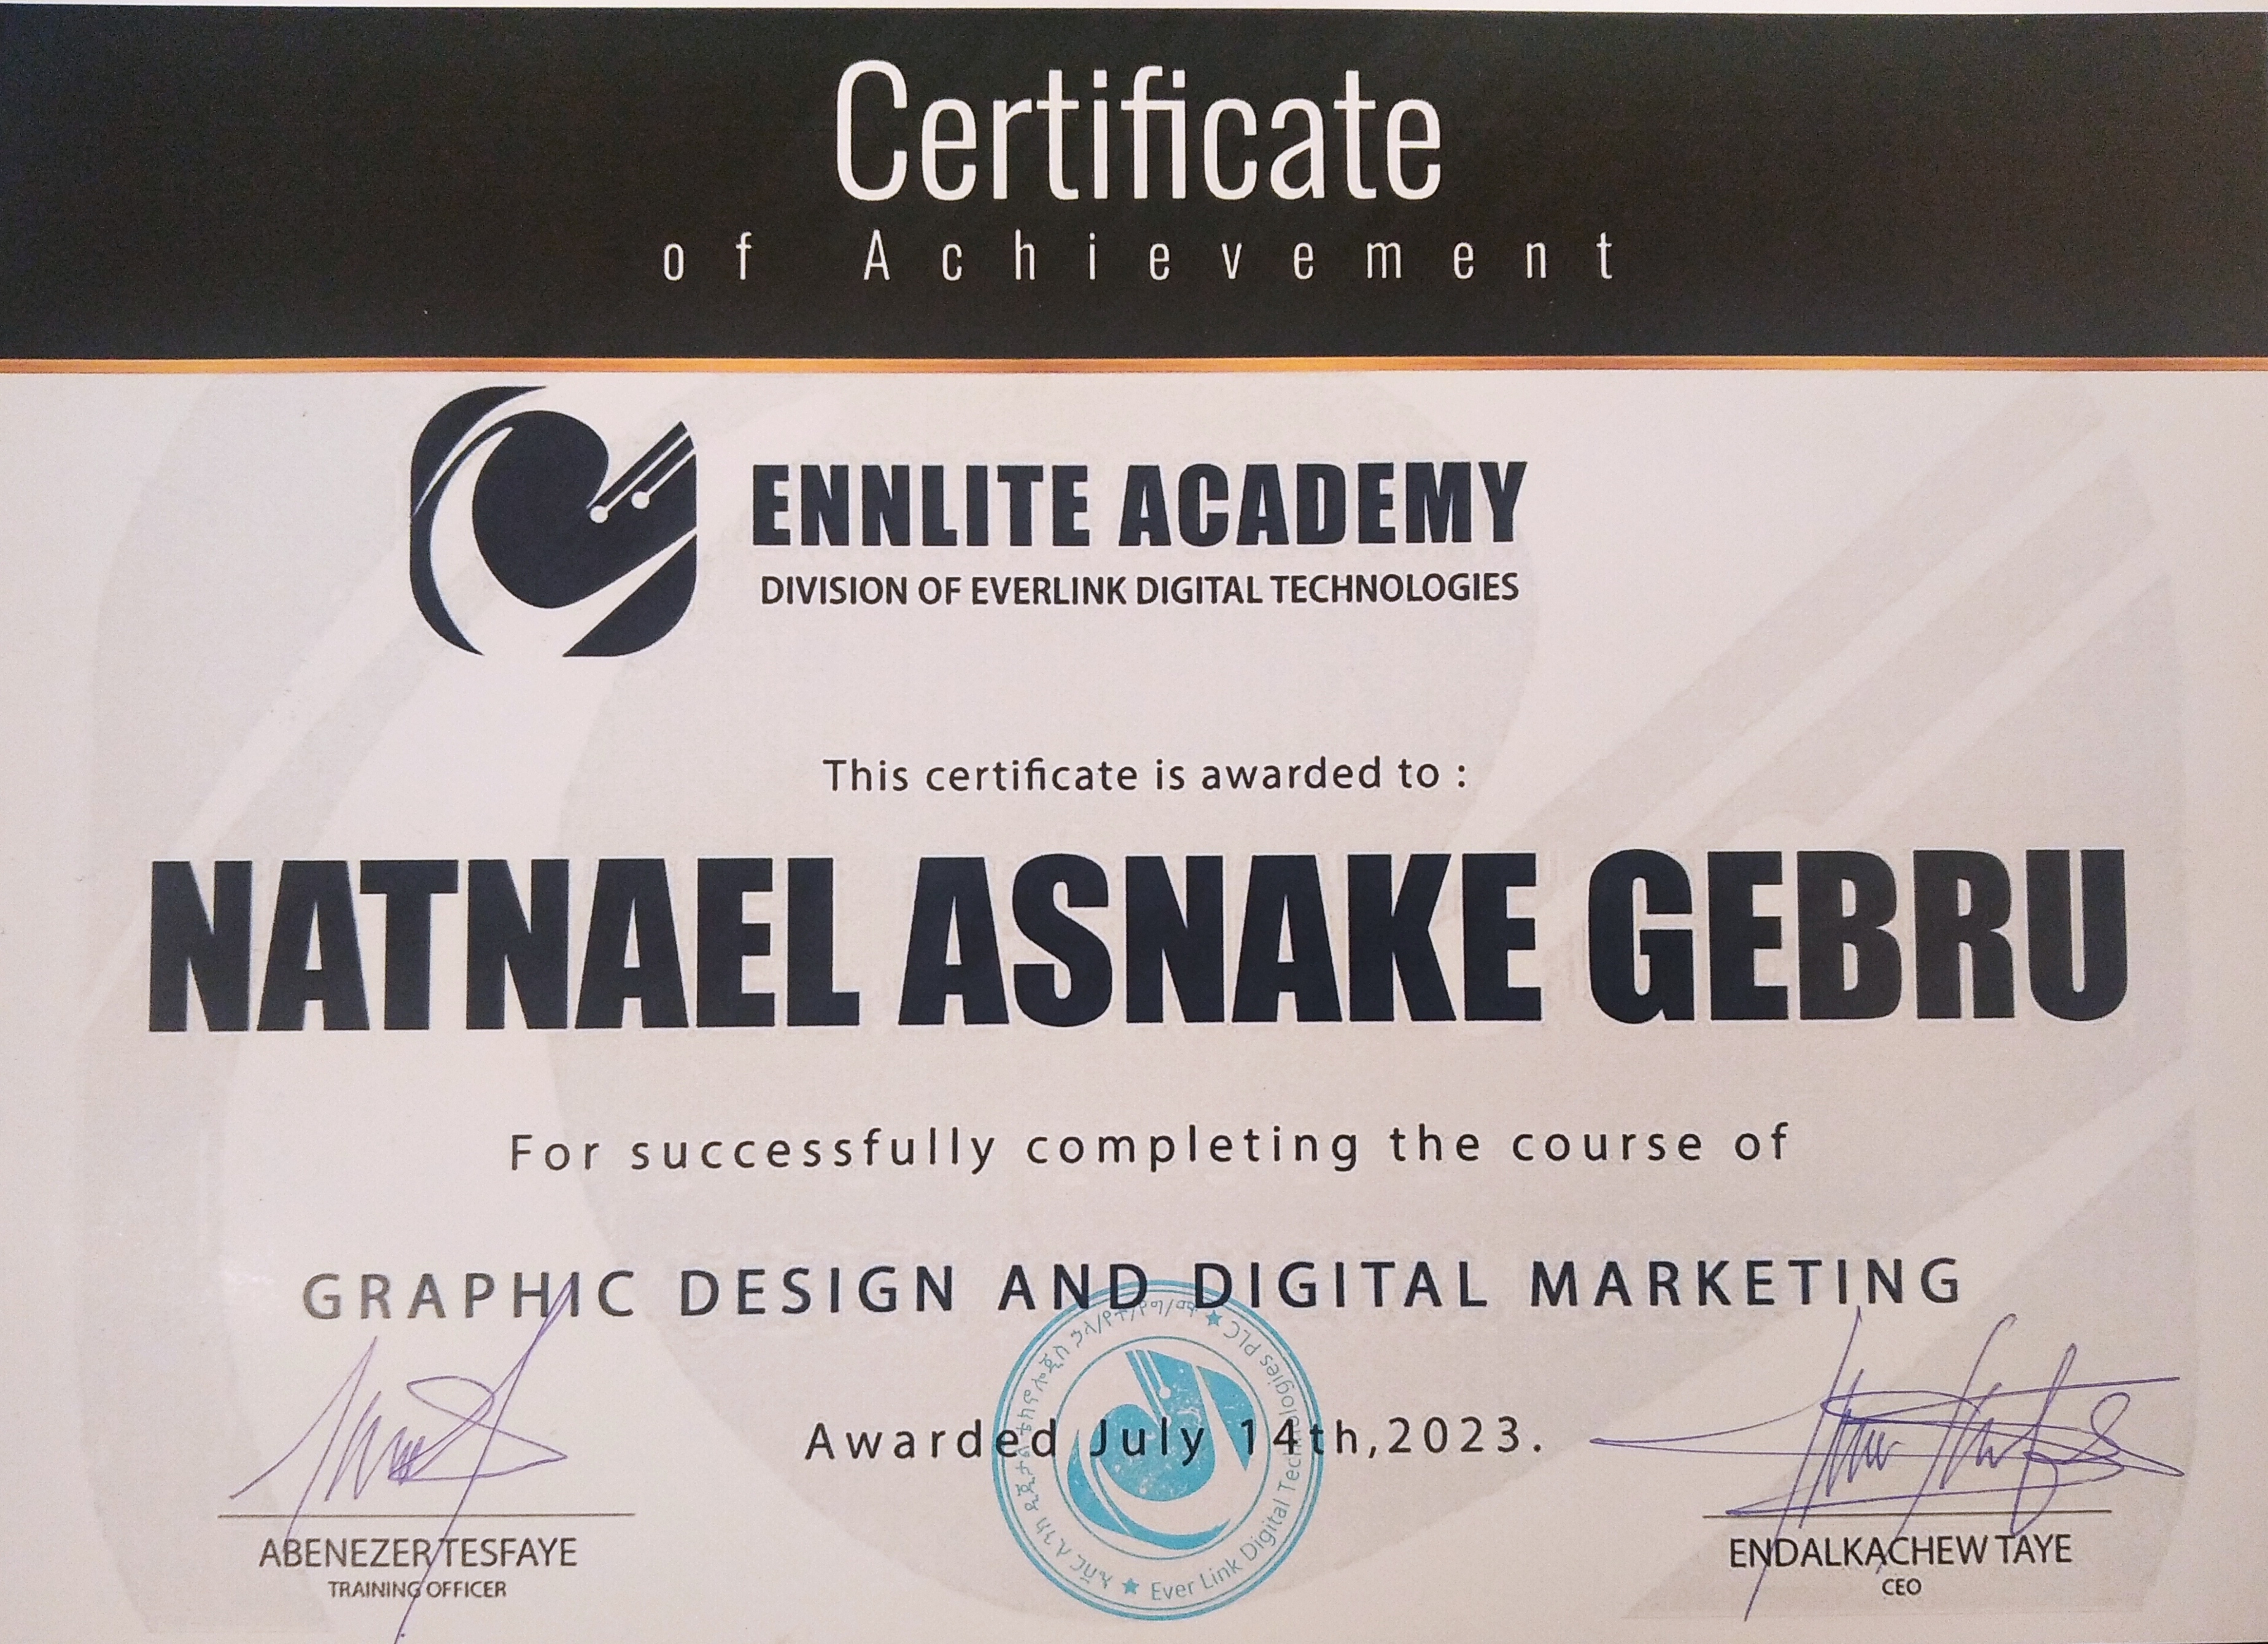 Certificate
of Achievement
ENNLITE ACADEMY
DIVISION OF EVERLINK DIGITAL TECHNOLOGIES
This certificate is awarded to :
NATNAEL ASNAKE GEBRU
For successfully completing the course of
GRAPHIC DESIGN AND DIGITAL MARKETING
Awarded July 14th,2023.
Ever Link Digital Technologies PLC
ABENEZER TESFAYE
TRAINING OFFICER
ENDALKACHEW TAYE
CEO